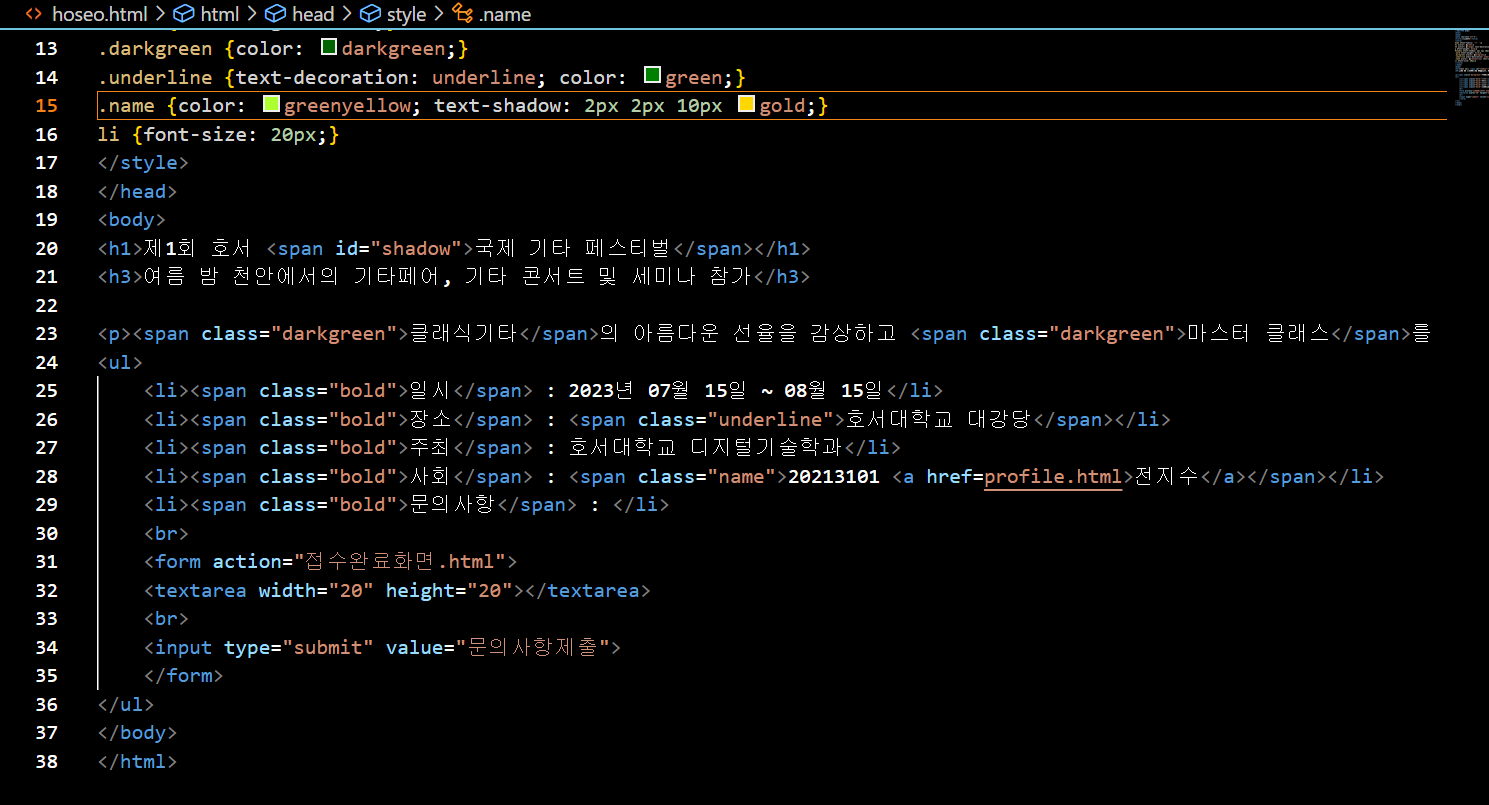 hoseo.html > html > head > style > .name
13 .darkgreen {color: darkgreen;}
14 .underline {text-decoration: underline; color: green;}
15 .name {color: greenyellow; text-shadow: 2px 2px 10px gold;}
16 li {font-size: 20px;}
17 </style>
18 </head>
19 <body>
20 <h1>제1회 호서 <span id="shadow">국제 기타 페스티벌</span></h1>
21 <h3>여름 밤 천안에서의 기타페어, 기타 콘서트 및 세미나 참가</h3>
22
23 <p><span class="darkgreen">클래식기타</span>의 아름다운 선율을 감상하고 <span class="darkgreen">마스터 클래스</span>를
24 <ul>
25 <li><span class="bold">일시</span> : 2023년 07월 15일 ~ 08월 15일</li>
26 <li><span class="bold">장소</span> : <span class="underline">호서대학교 대강당</span></li>
27 <li><span class="bold">주최</span> : 호서대학교 디지털기술학과</li>
28 <li><span class="bold">사회</span> : <span class="name">20213101 <a href=profile.html>전지수</a></span></li>
29 <li><span class="bold">문의사항</span> : </li>
30 <br>
31 <form action="접수완료화면.html">
32 <textarea width="20" height="20"></textarea>
33 <br>
34 <input type="submit" value="문의사항제출">
35 </form>
36 </ul>
37 </body>
38 </html>